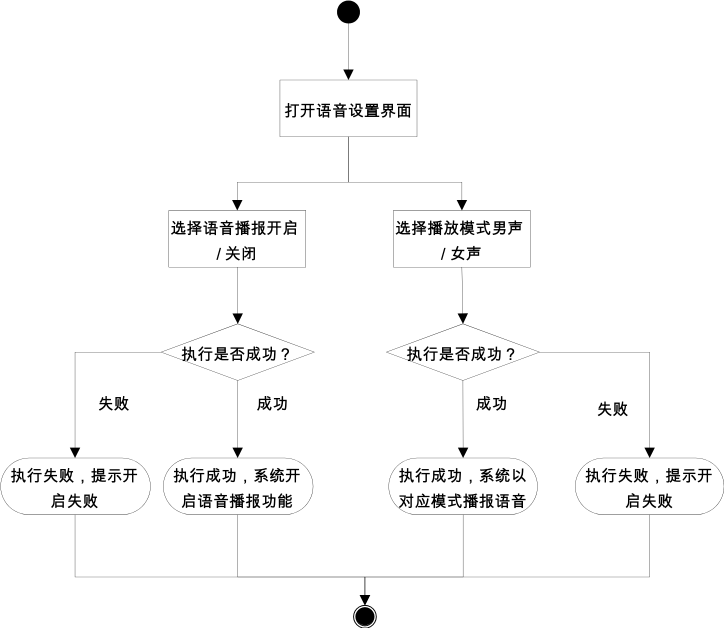 打开语音设置界面
选择语音播报开启
/关闭
选择播放模式男声
/女声
执行是否成功？
执行是否成功？
失败
成功
成功
失败
执行失败，提示开
启失败
执行成功，系统开
启语音播报功能
执行成功，系统以
对应模式播报语音
执行失败，提示开
启失败